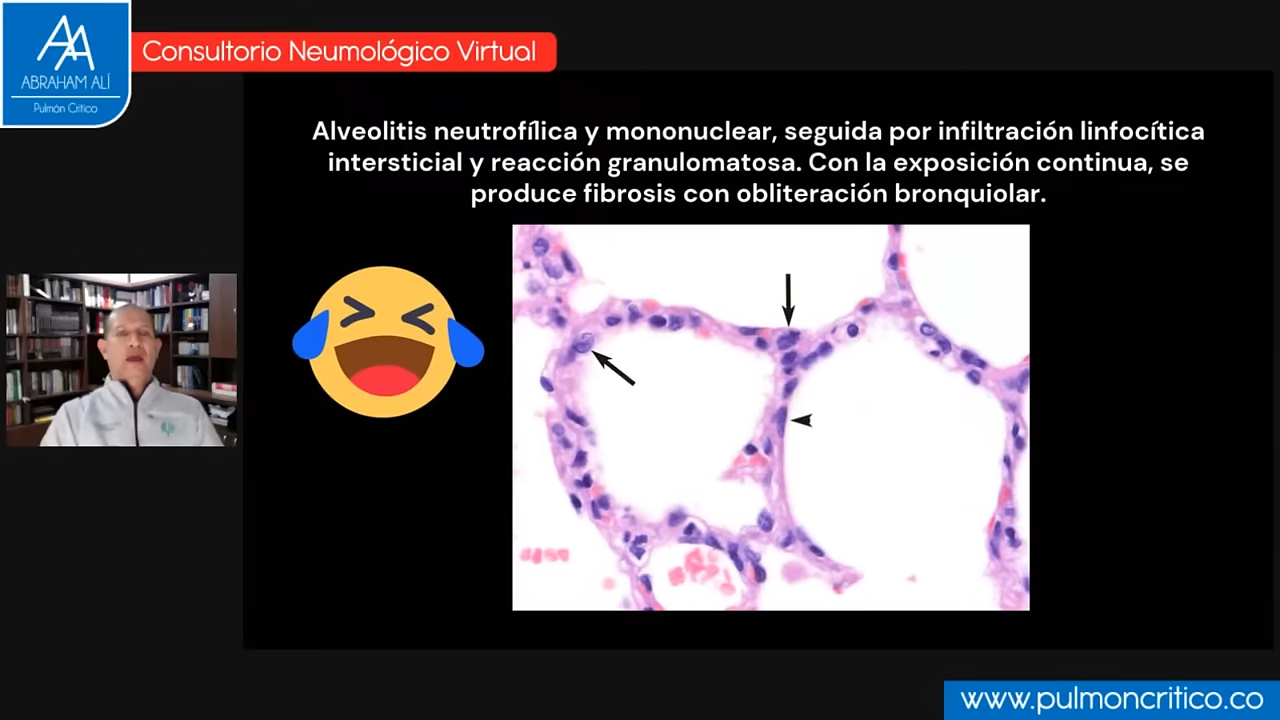 AA
ABRAHAM ALÍ
Pulmón Crítico
Consultorio Neumológico Virtual
Alveolitis neutrofílica y mononuclear, seguida por infiltración linfocítica
intersticial y reacción granulomatosa. Con la exposición continua, se
produce fibrosis con obliteración bronquiolar.
www.pulmoncritico.co